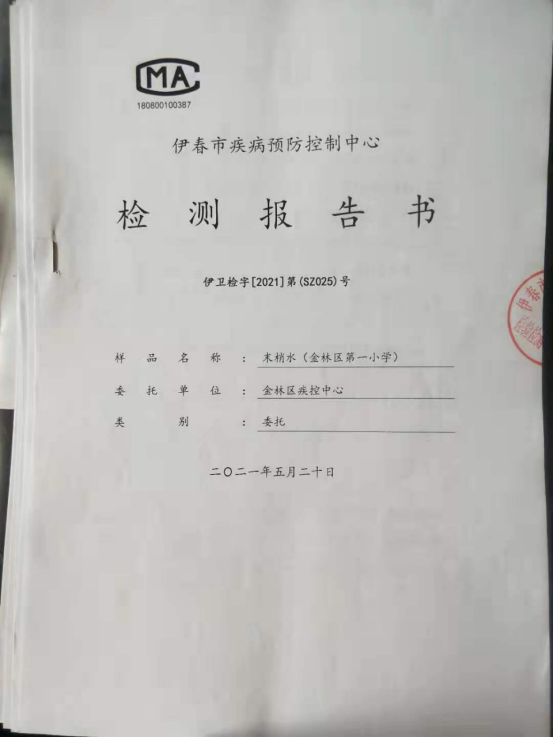 CMA
180800100387
伊春市疾病预防控制中心
检测报告书
伊卫检字[2021]第(SZ025)号
样品名称：末梢水（金林区第一小学）
委托单位：金林区疾控中心
类别：委托
二〇二一年五月二十日